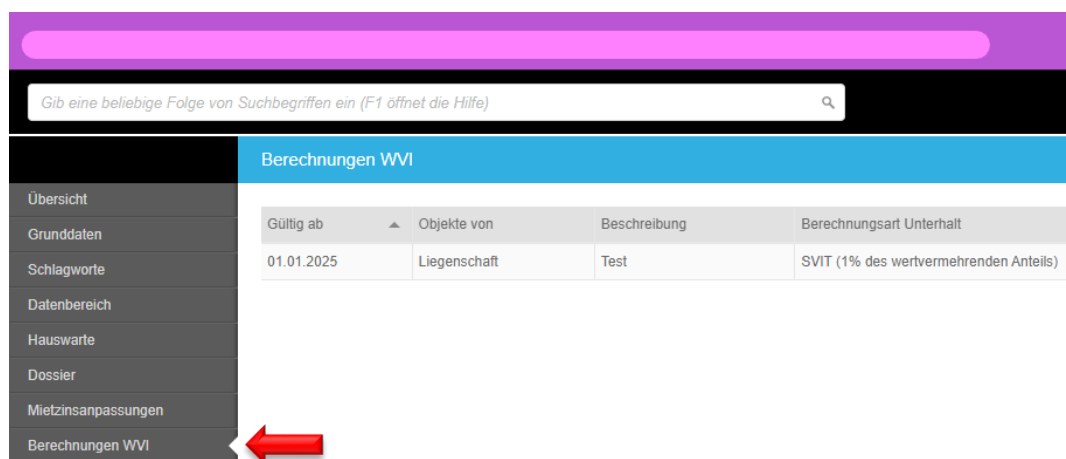 Gib eine beliebige Folge von Suchbegriffen ein (F1 öffnet die Hilfe)
Berechnungen WVI
Übersicht
Grunddaten
Schlagworte
Datenbereich
Hauswarte
Dossier
Mietzinsanpassungen
Berechnungen WVI
Gültig ab Objekte von Beschreibung Berechnungsart Unterhalt
01.01.2025 Liegenschaft Test SVIT (1% des wertvermehrenden Anteils)